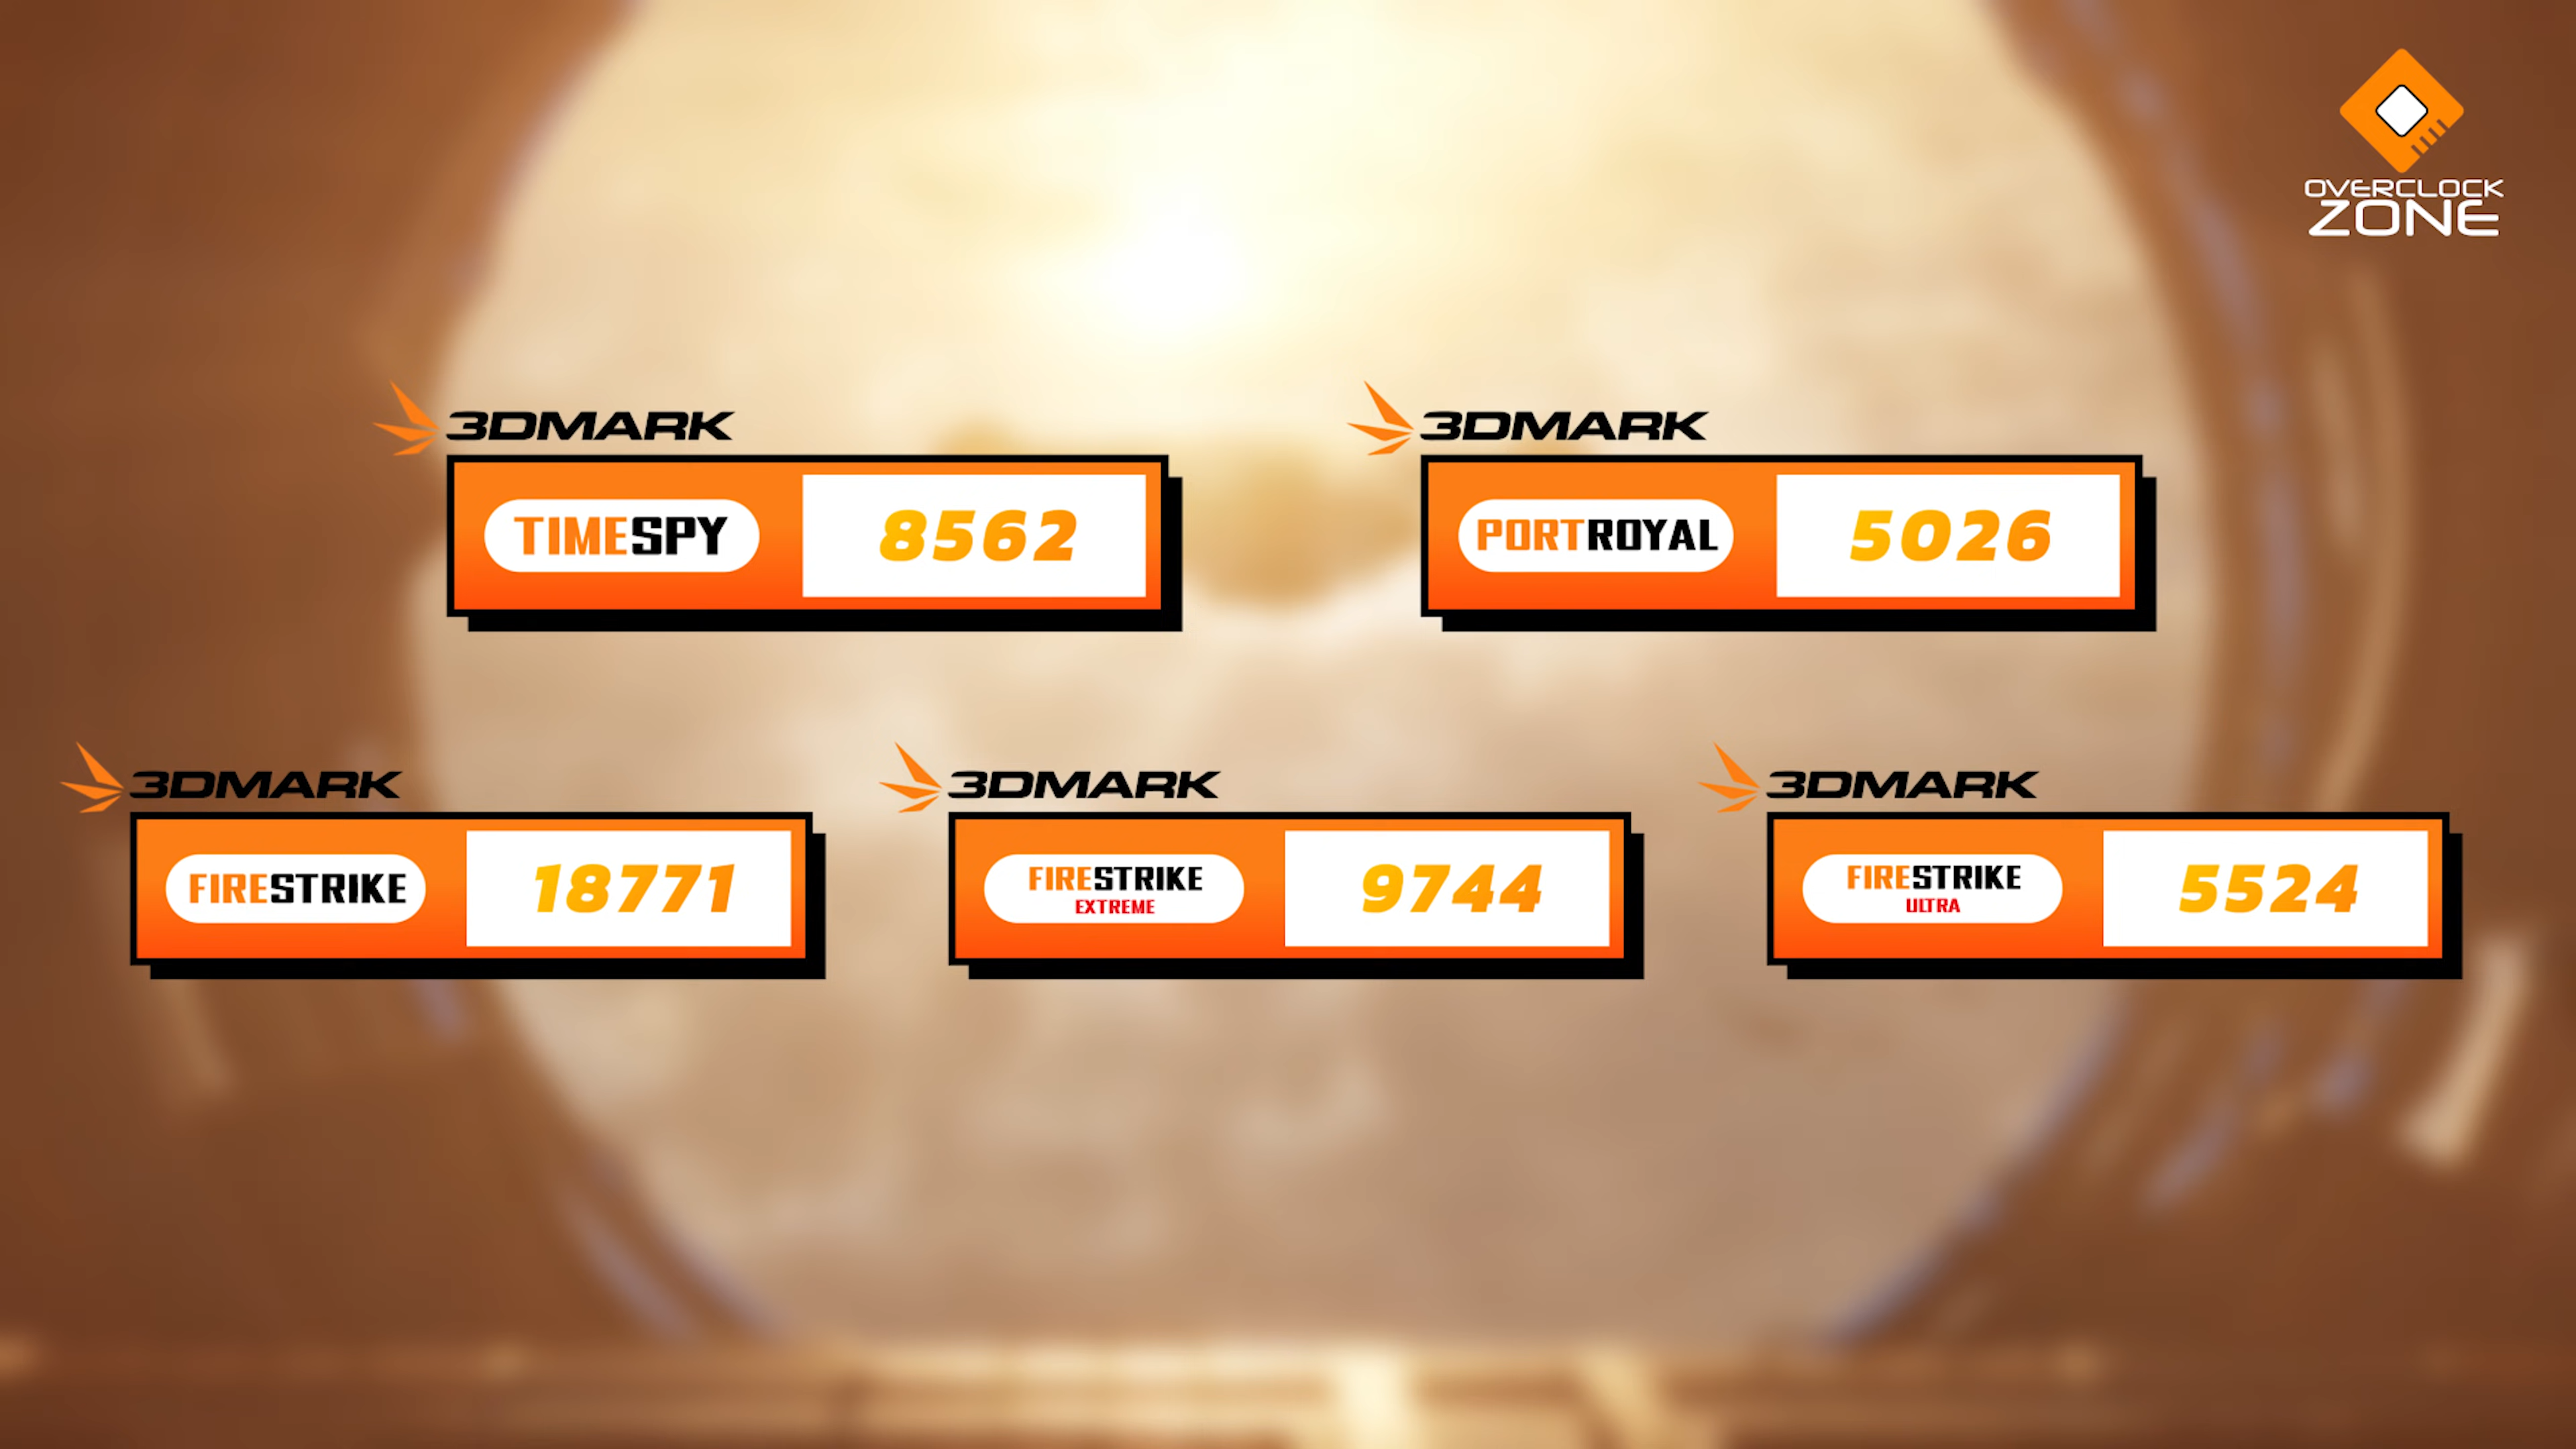 OVERCLOCK
ZONE
3DMARK
TIMESPY 8562
3DMARK
PORTROYAL 5026
3DMARK
FIRESTRIKE 18771
3DMARK
FIRESTRIKE
EXTREME
9744
3DMARK
FIRESTRIKE
ULTRA
5524